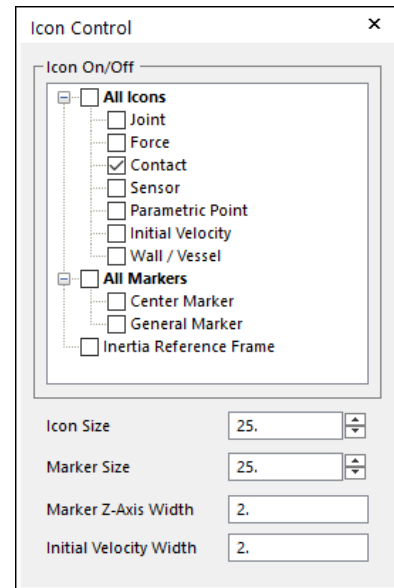 Icon Control
Icon On/Off
All Icons
Joint
Force
Contact
Sensor
Parametric Point
Initial Velocity
Wall / Vessel
All Markers
Center Marker
General Marker
Inertia Reference Frame
Icon Size 25.
Marker Size 25.
Marker Z-Axis Width 2.
Initial Velocity Width 2.